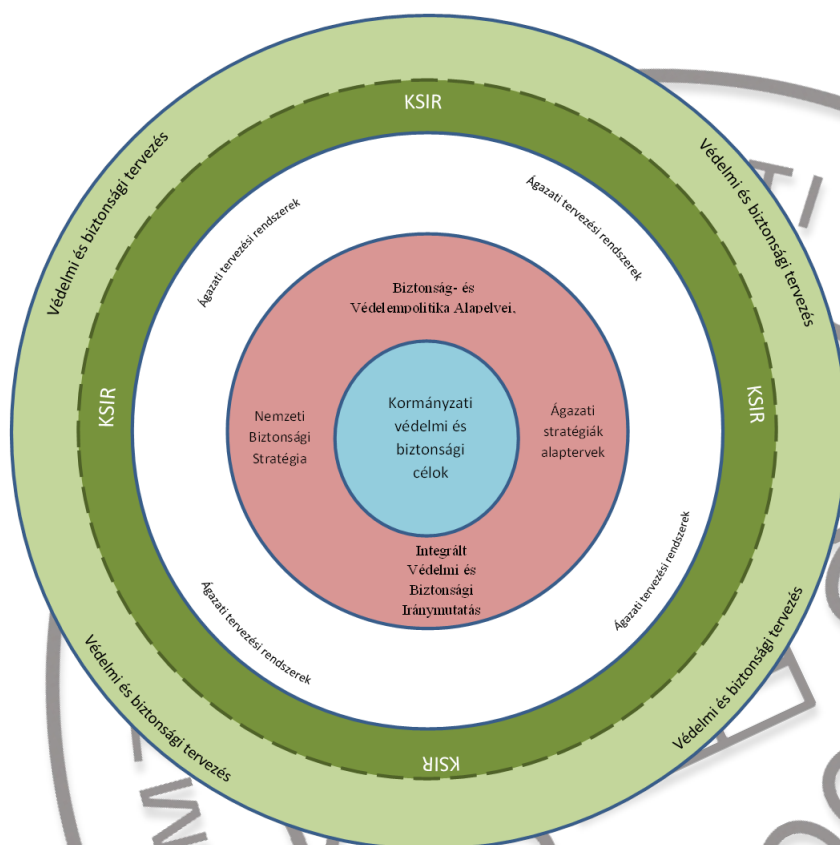 KSIR
Védelmi és biztonsági tervezés
Védelmi és biztonsági tervezés
Ágazati tervezési rendszerek
Ágazati tervezési rendszerek
Biztonság- és
Védelempolitika Alapelvei,
KSIR
Nemzeti
Biztonsági
Stratégia
Kormányzati
védelmi és
biztonsági
célok
Ágazati
stratégiák
alaptervek
KSIR
Integrált
Védelmi és
Biztonsági
Iránymutatás
Ágazati tervezési rendszerek
Ágazati tervezési rendszerek
Védelmi és biztonsági tervezés
Védelmi és biztonsági tervezés
KSIR